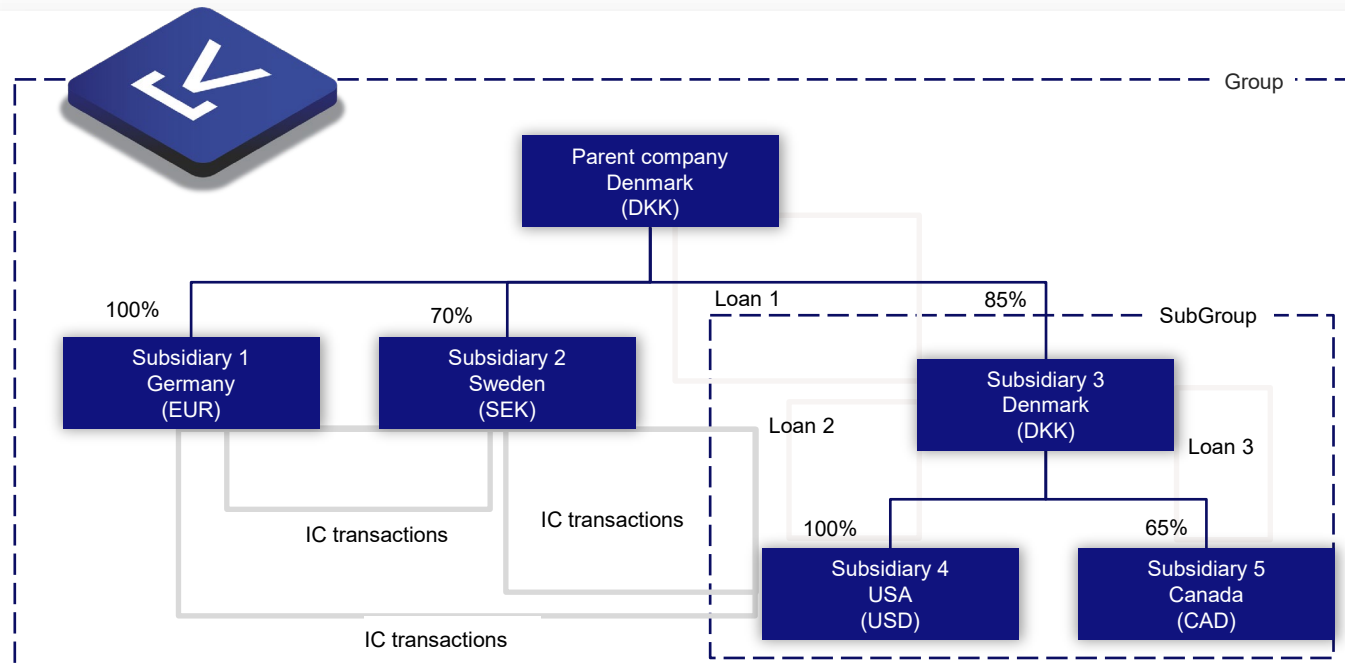 Group
Parent company
Denmark
(DKK)
Loan 1
100%
70%
85%
SubGroup
Subsidiary 1
Germany
(EUR)
Subsidiary 2
Sweden
(SEK)
Subsidiary 3
Denmark
(DKK)
Loan 2
Loan 3
IC transactions
IC transactions
IC transactions
100%
65%
Subsidiary 4
USA
(USD)
Subsidiary 5
Canada
(CAD)